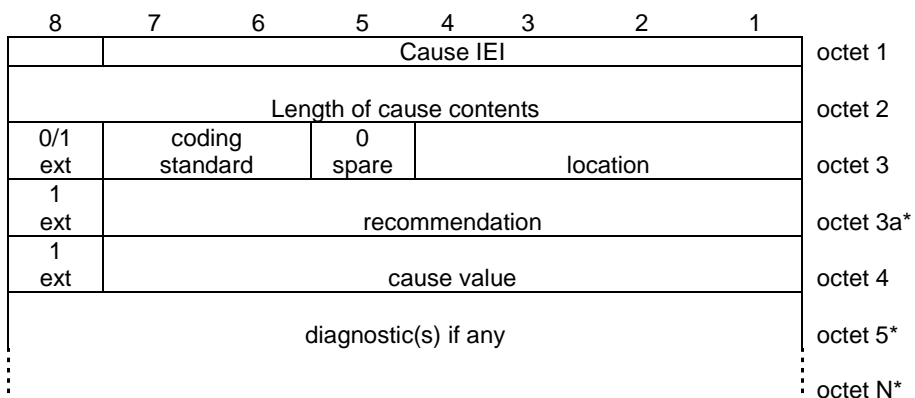 8 7 6 5 4 3 2 1
Cause IEI octet 1
Length of cause contents octet 2
0/1 coding 0
ext standard spare location octet 3
1
ext recommendation octet 3a*
1
ext cause value octet 4
diagnostic(s) if any octet 5*
octet N*